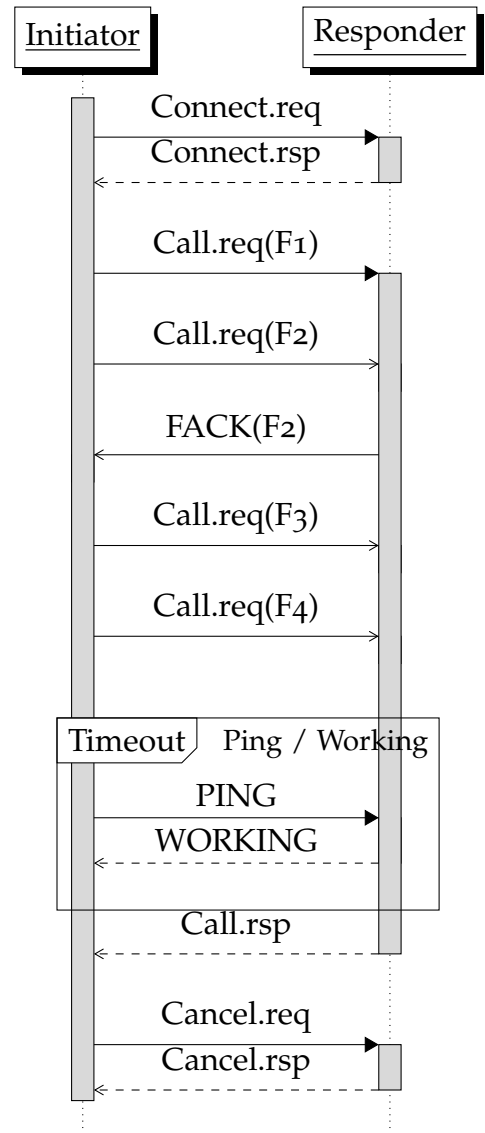 Initiator
Responder
Connect.req
Connect.rsp
Call.req(F1)
Call.req(F2)
FACK(F2)
Call.req(F3)
Call.req(F4)
Timeout Ping / Working
PING
WORKING
Call.rsp
Cancel.req
Cancel.rsp